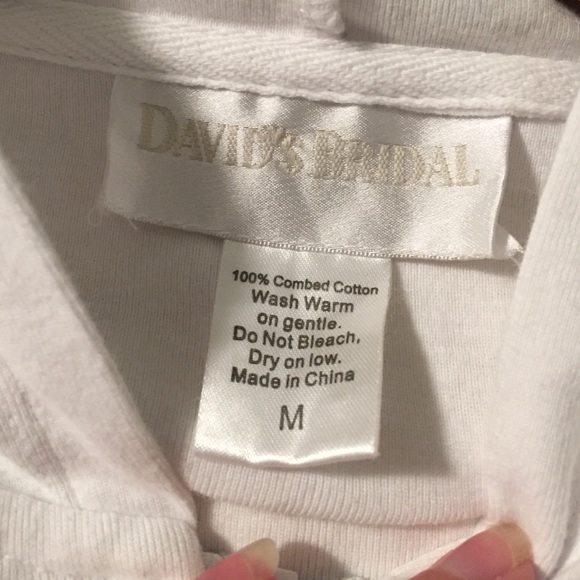 DAVID'S BRIDAL
100% Combed Cotton
Wash Warm
on gentle.
Do Not Bleach,
Dry on low.
Made in China
M